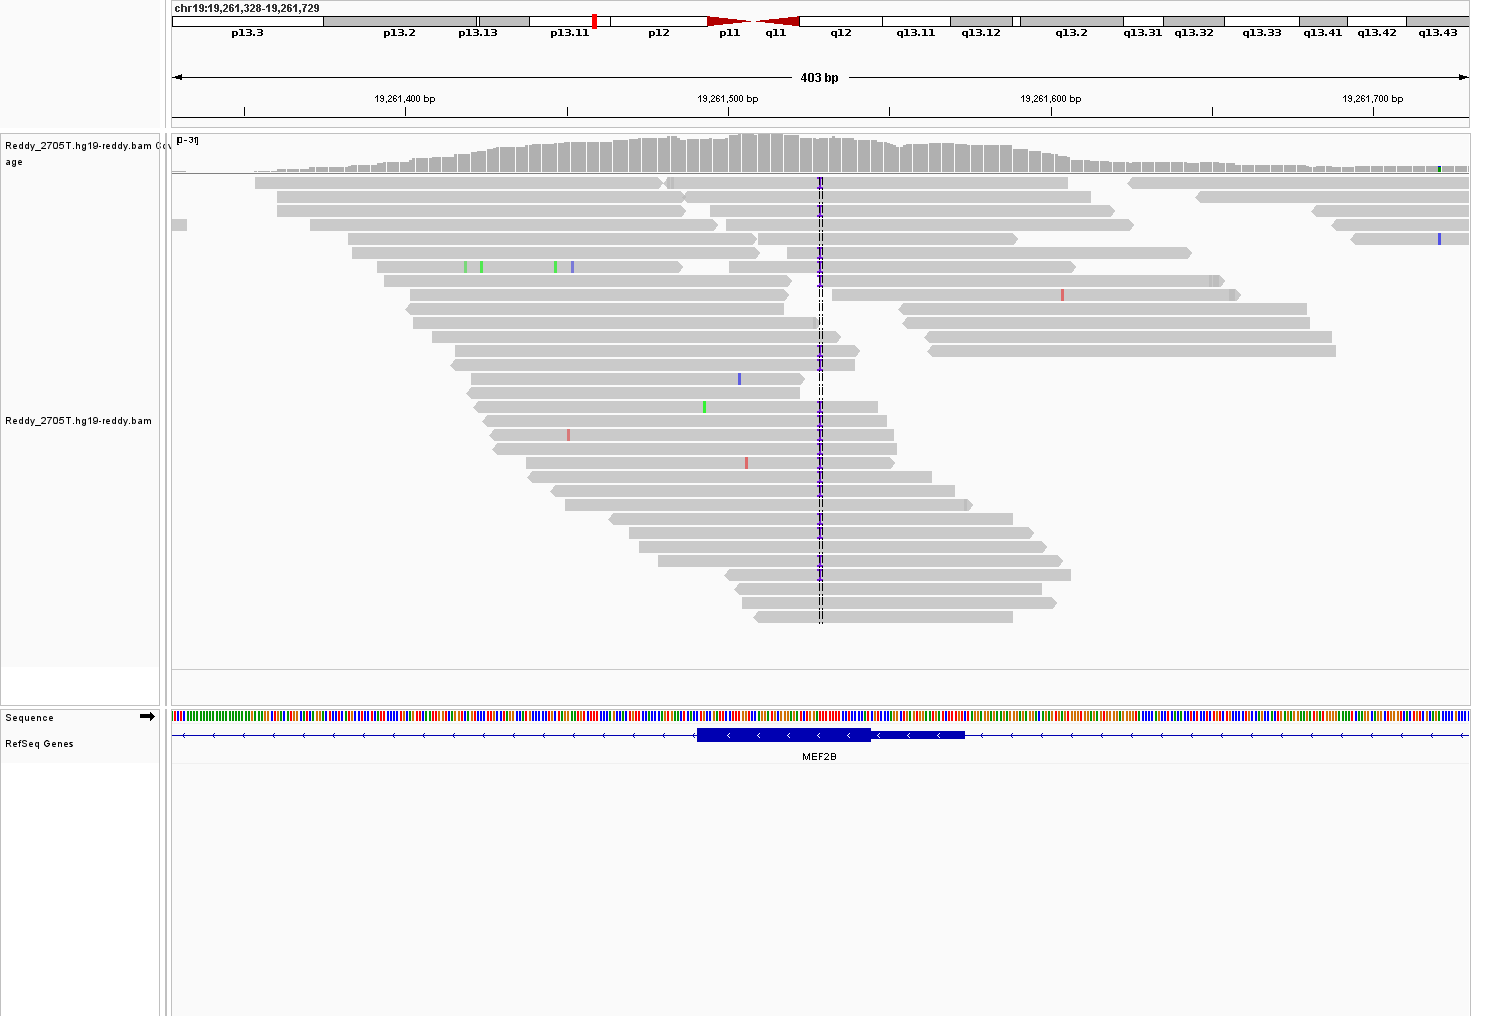 chr19:19,261,328-19,261,729
p13.3 p13.2 p13.13 p13.11 p12 p11 q11 q12 q13.11 q13.12 q13.2 q13.31 q13.32 q13.33 q13.41 q13.42 q13.43
403 bp
19,261,400 bp 19,261,500 bp 19,261,600 bp 19,261,700 bp
[0-31]
Reddy_2705T.hg19-reddy.bam Cov
age
Reddy_2705T.hg19-reddy.bam
Sequence
RefSeq Genes
MEF2B